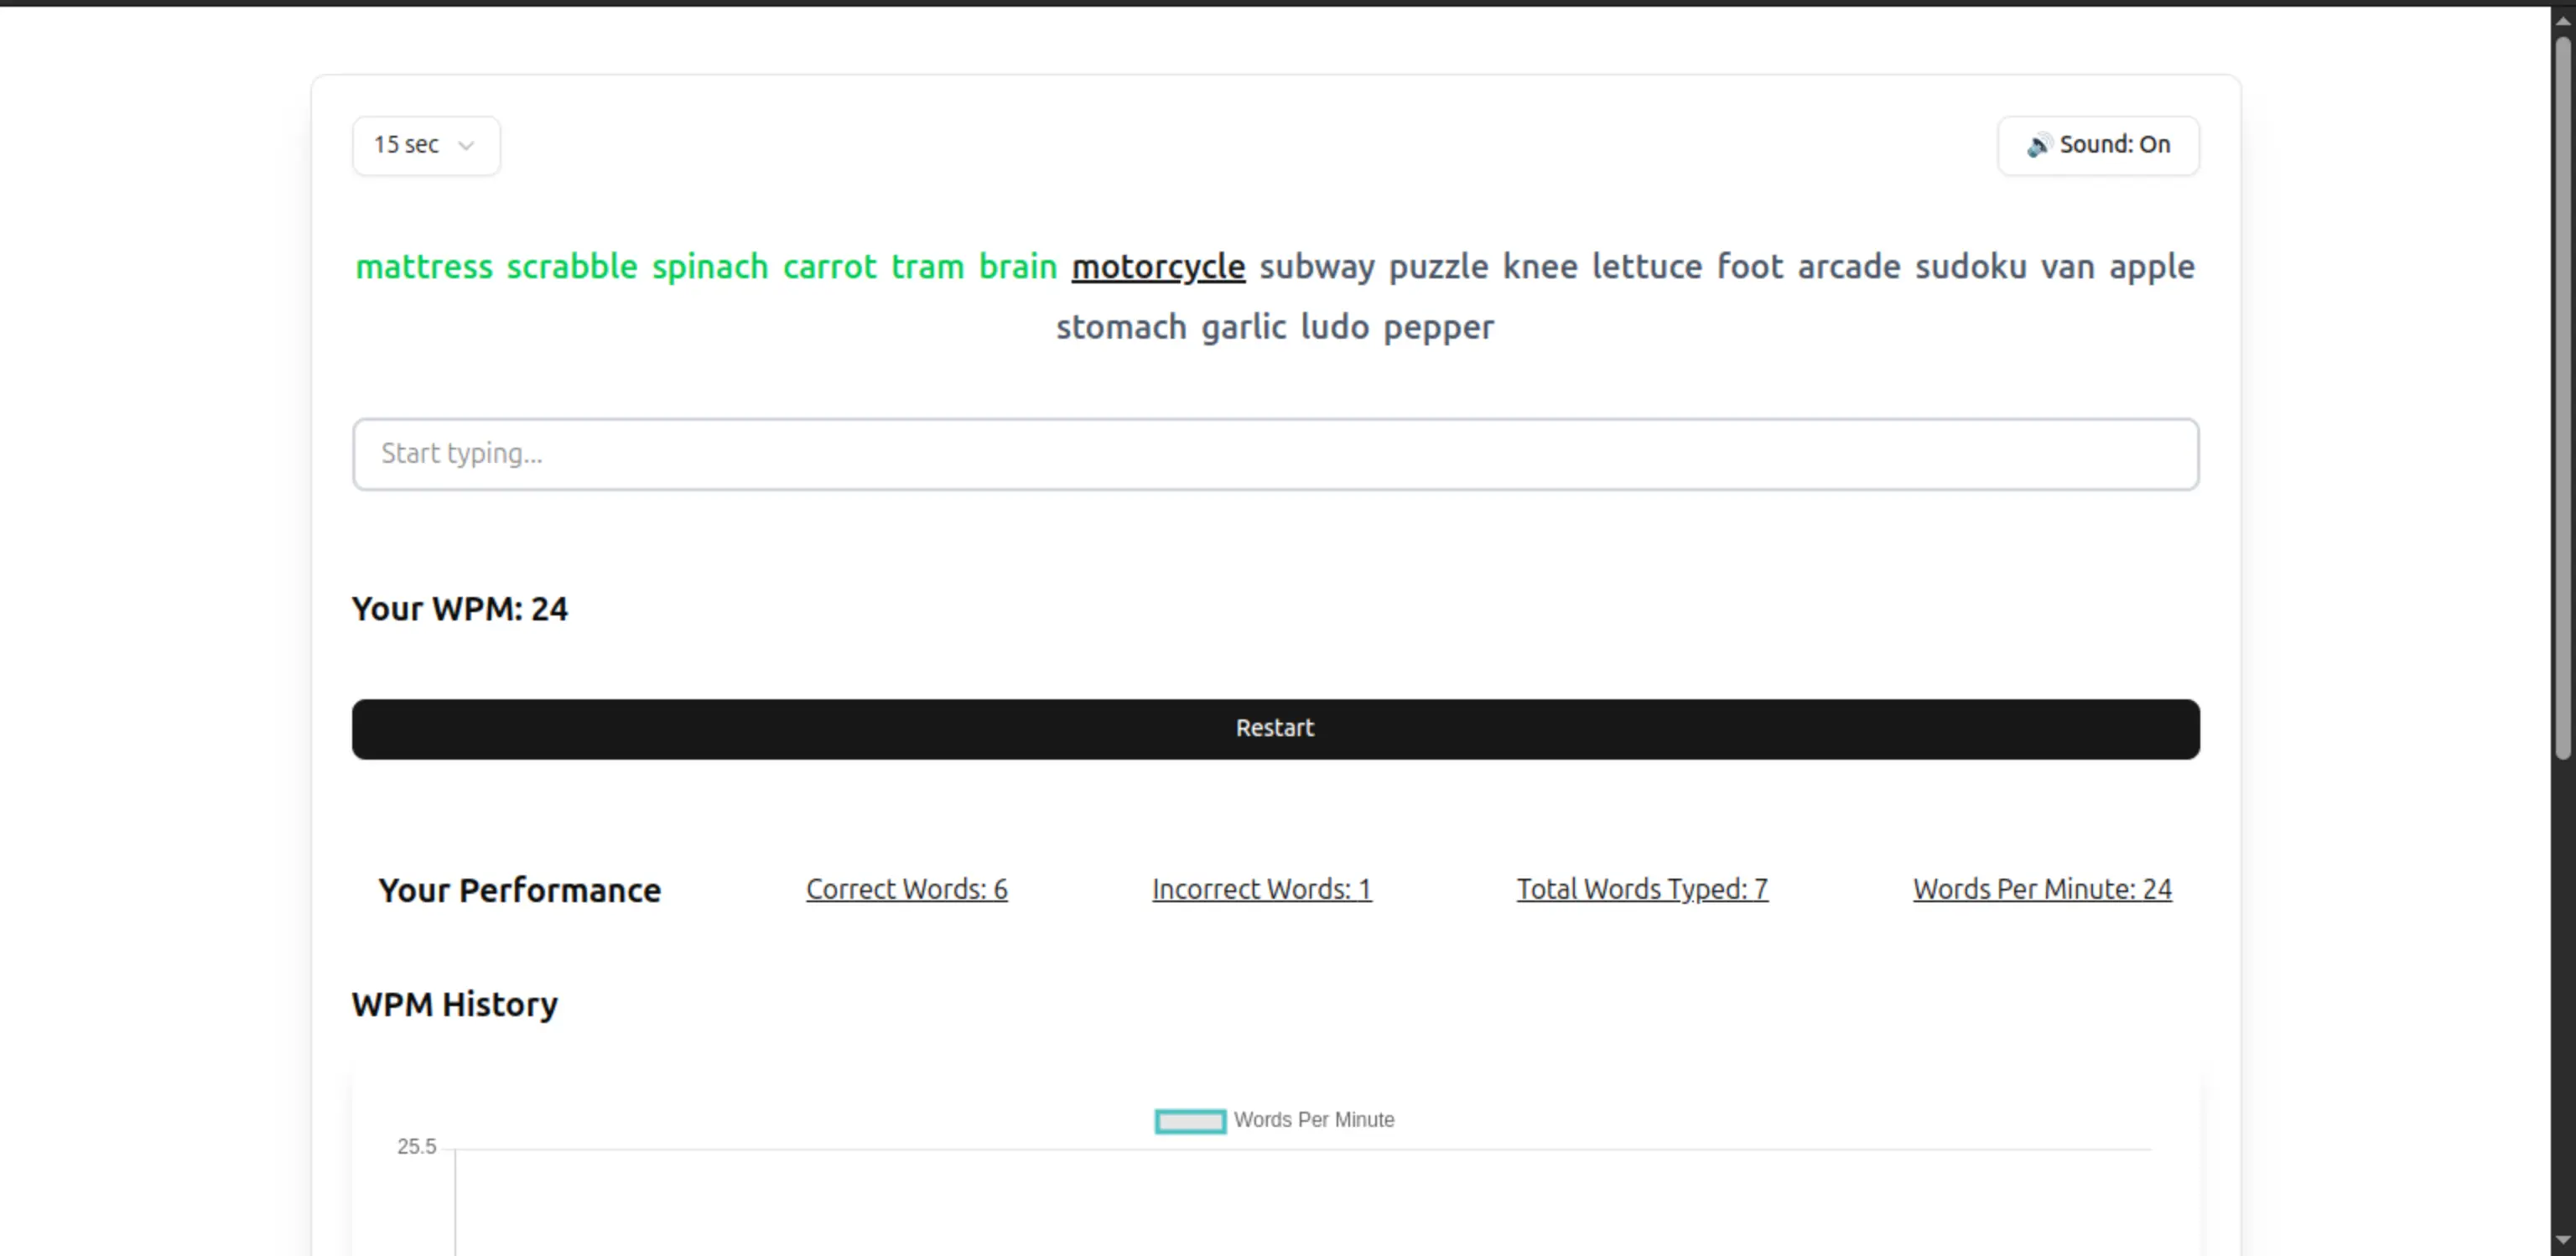 15 sec
🔊 Sound: On
mattress scrabble spinach carrot tram brain motorcycle subway puzzle knee lettuce foot arcade sudoku van apple
stomach garlic ludo pepper
Start typing...
Your WPM: 24
Restart
Your Performance
Correct Words: 6
Incorrect Words: 1
Total Words Typed: 7
Words Per Minute: 24
WPM History
Words Per Minute
25.5